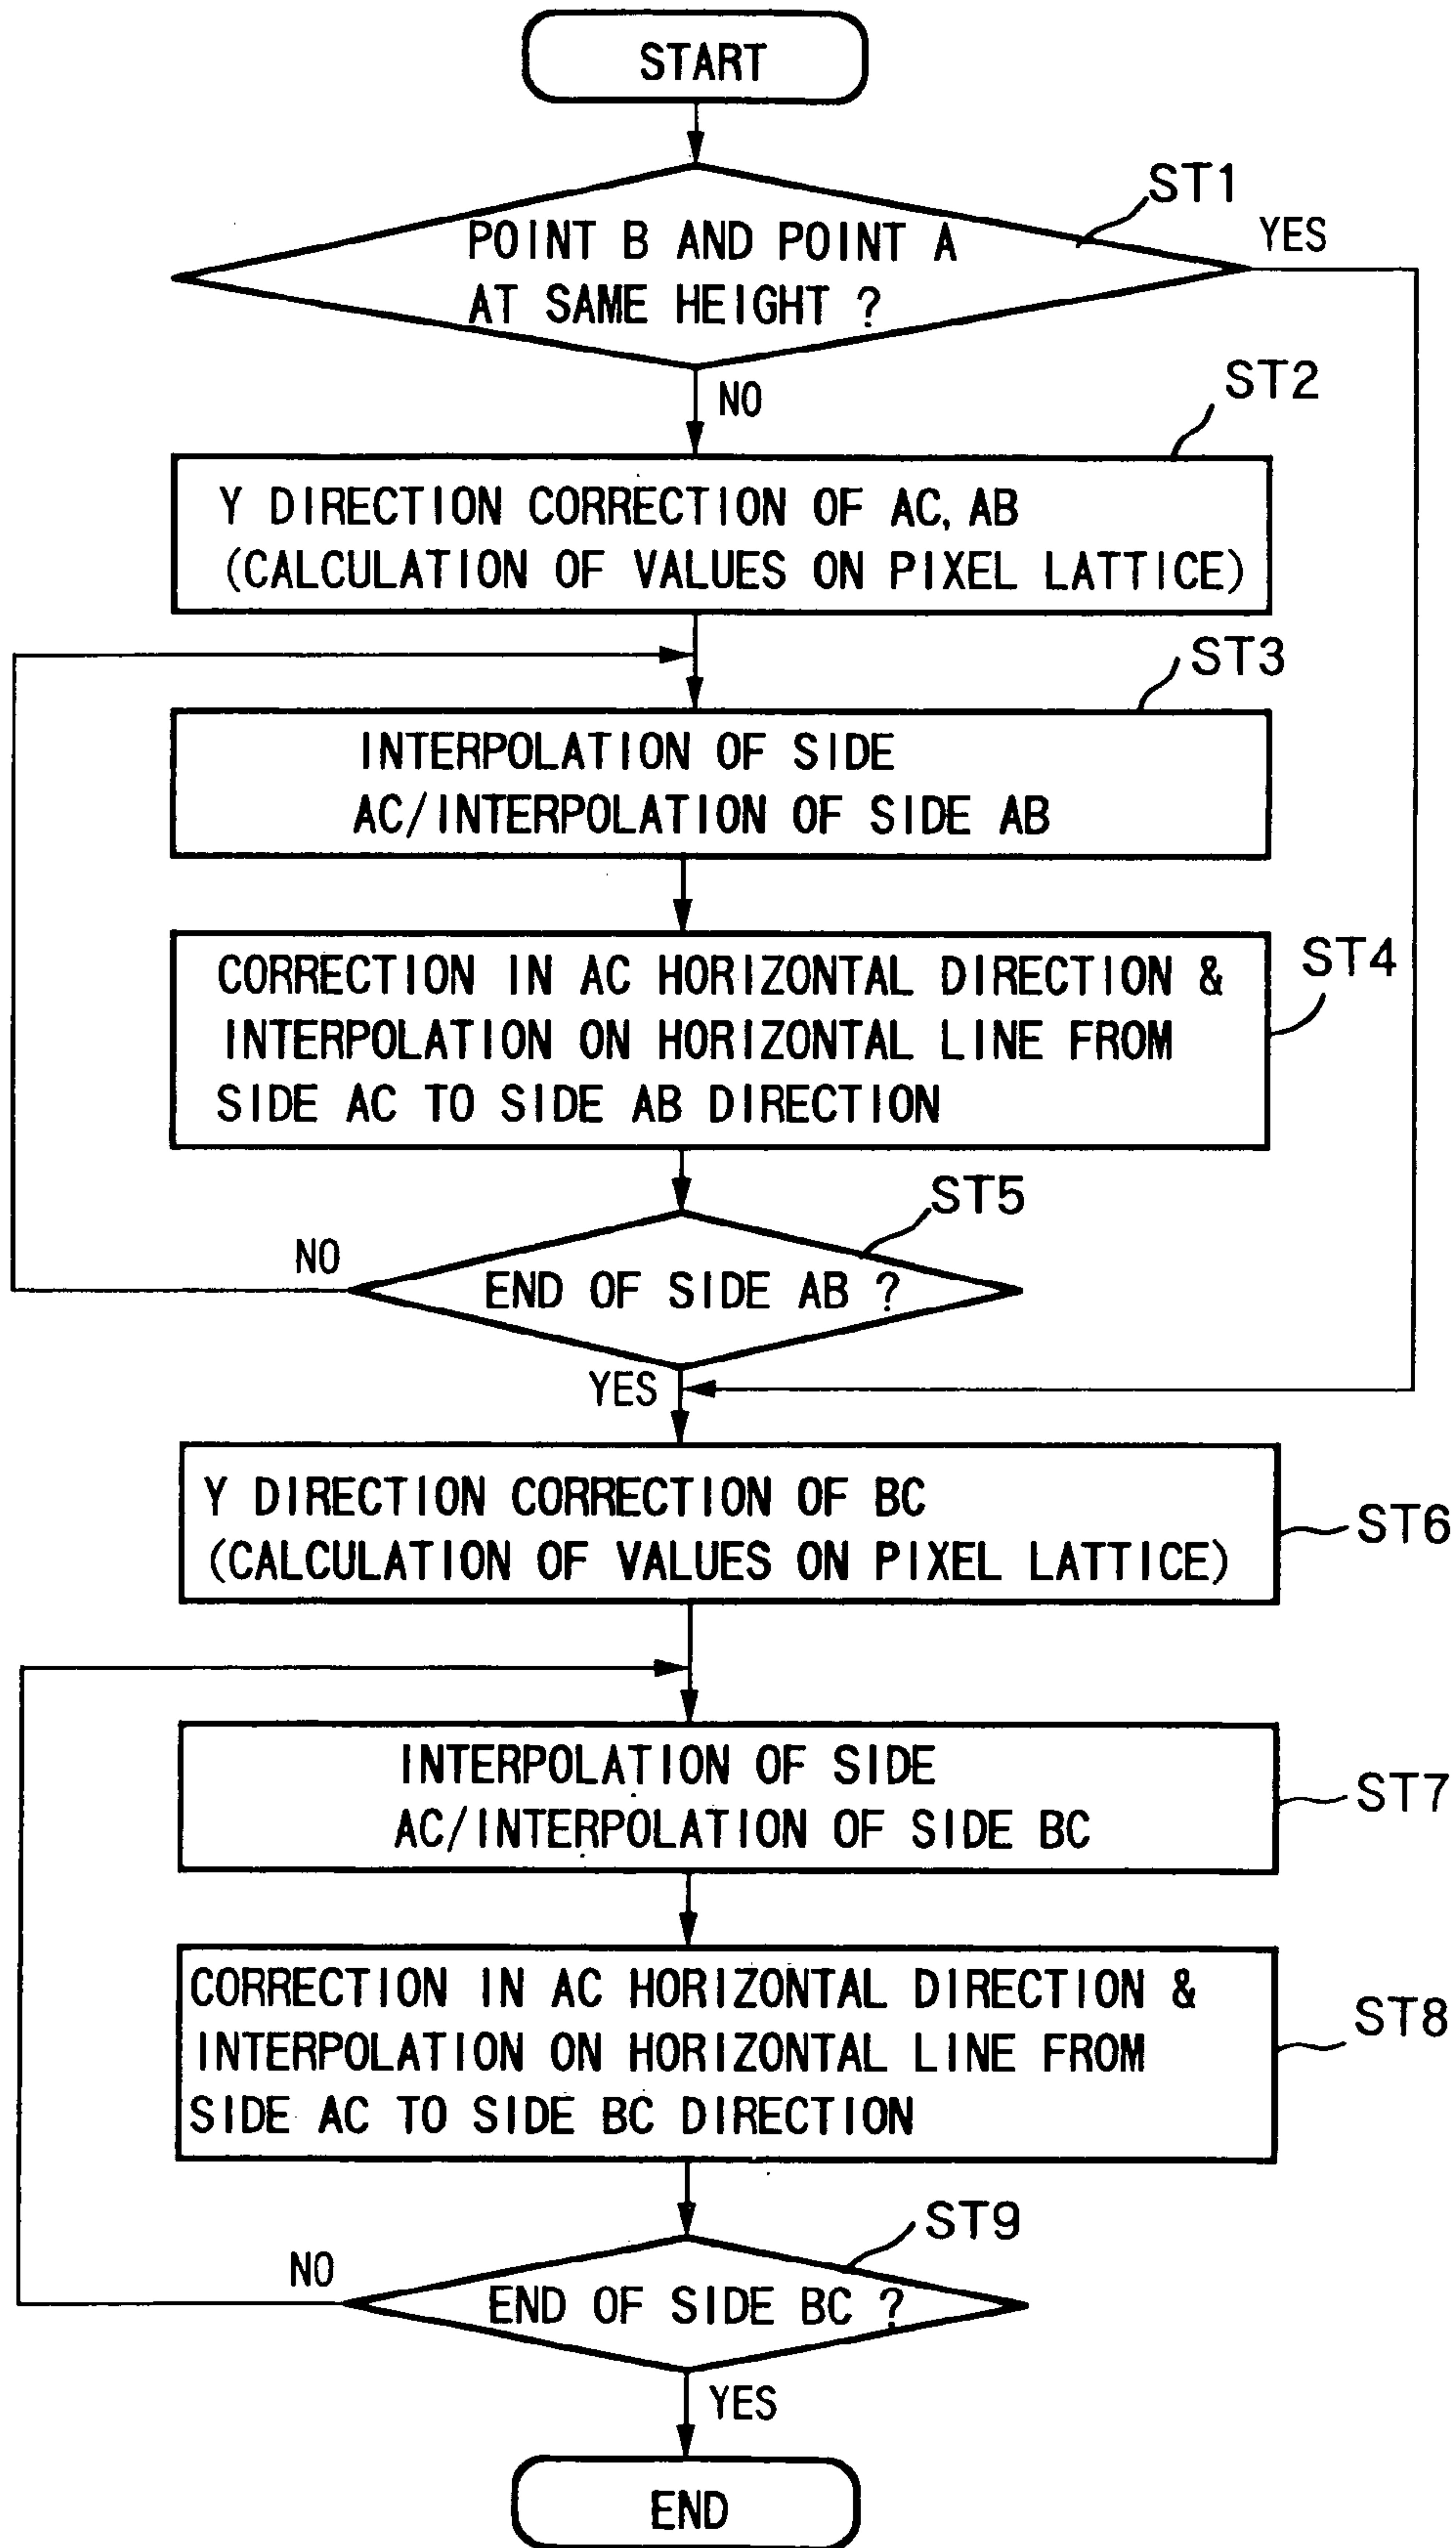 START
ST1
YES
POINT B AND POINT A
AT SAME HEIGHT ?
NO
ST2
Y DIRECTION CORRECTION OF AC, AB
(CALCULATION OF VALUES ON PIXEL LATTICE)
ST3
INTERPOLATION OF SIDE
AC/INTERPOLATION OF SIDE AB
ST4
CORRECTION IN AC HORIZONTAL DIRECTION &
INTERPOLATION ON HORIZONTAL LINE FROM
SIDE AC TO SIDE AB DIRECTION
ST5
NO
END OF SIDE AB ?
YES
Y DIRECTION CORRECTION OF BC
(CALCULATION OF VALUES ON PIXEL LATTICE)
ST6
INTERPOLATION OF SIDE
AC/INTERPOLATION OF SIDE BC
ST7
CORRECTION IN AC HORIZONTAL DIRECTION &
INTERPOLATION ON HORIZONTAL LINE FROM
SIDE AC TO SIDE BC DIRECTION
ST8
ST9
NO
END OF SIDE BC ?
YES
END